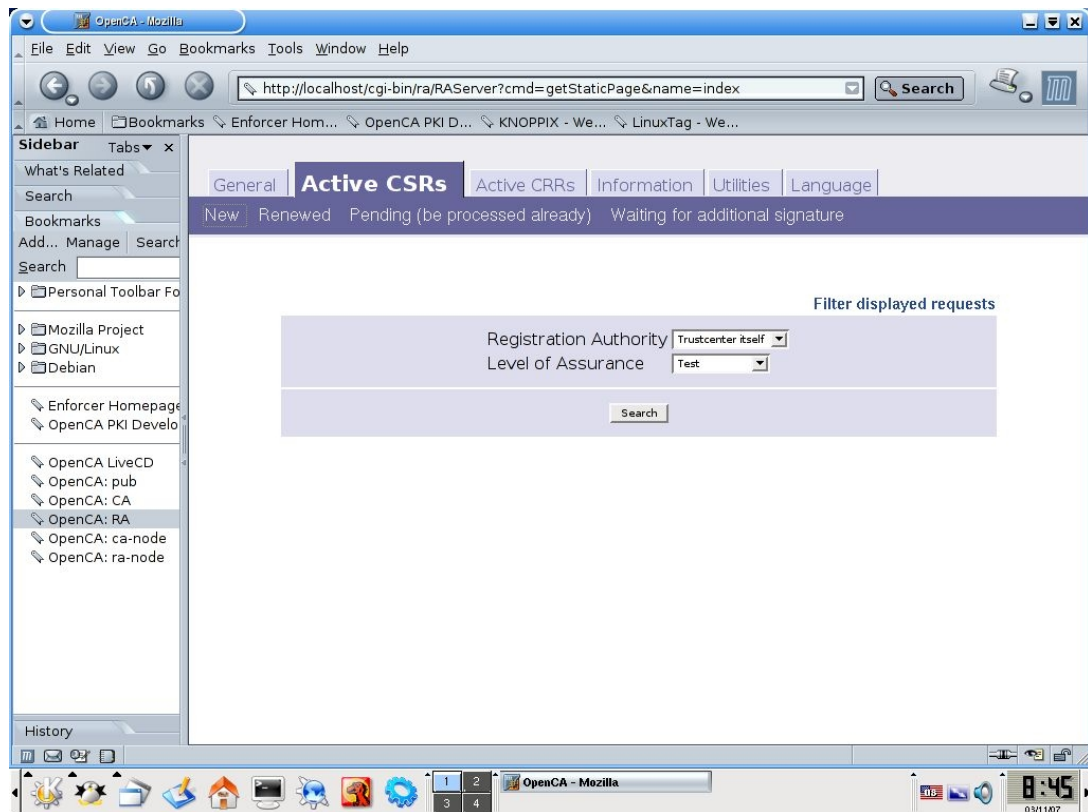 OpenCA - Mozilla
File Edit View Go Bookmarks Tools Window Help
http://localhost/cgi-bin/ra/RAServer?cmd=getStaticPage&name=index Search
Home Bookmarks Enforcer Hom... OpenCA PKI D... KNOPPIX - We... LinuxTag - We...
Sidebar Tabs x
What's Related
Search
Bookmarks
Add... Manage Search
Search
Personal Toolbar Fo
Mozilla Project
GNU/Linux
Debian
Enforcer Homepage
OpenCA PKI Develo
OpenCA LiveCD
OpenCA: pub
OpenCA: CA
OpenCA: RA
OpenCA: ca-node
OpenCA: ra-node
History
General Active CSRs Active CRRs Information Utilities Language
New Renewed Pending (be processed already) Waiting for additional signature
Filter displayed requests
Registration Authority Trustcenter itself
Level of Assurance Test
Search
1 2
3 4
OpenCA - Mozilla
us
8:45
03/11/07